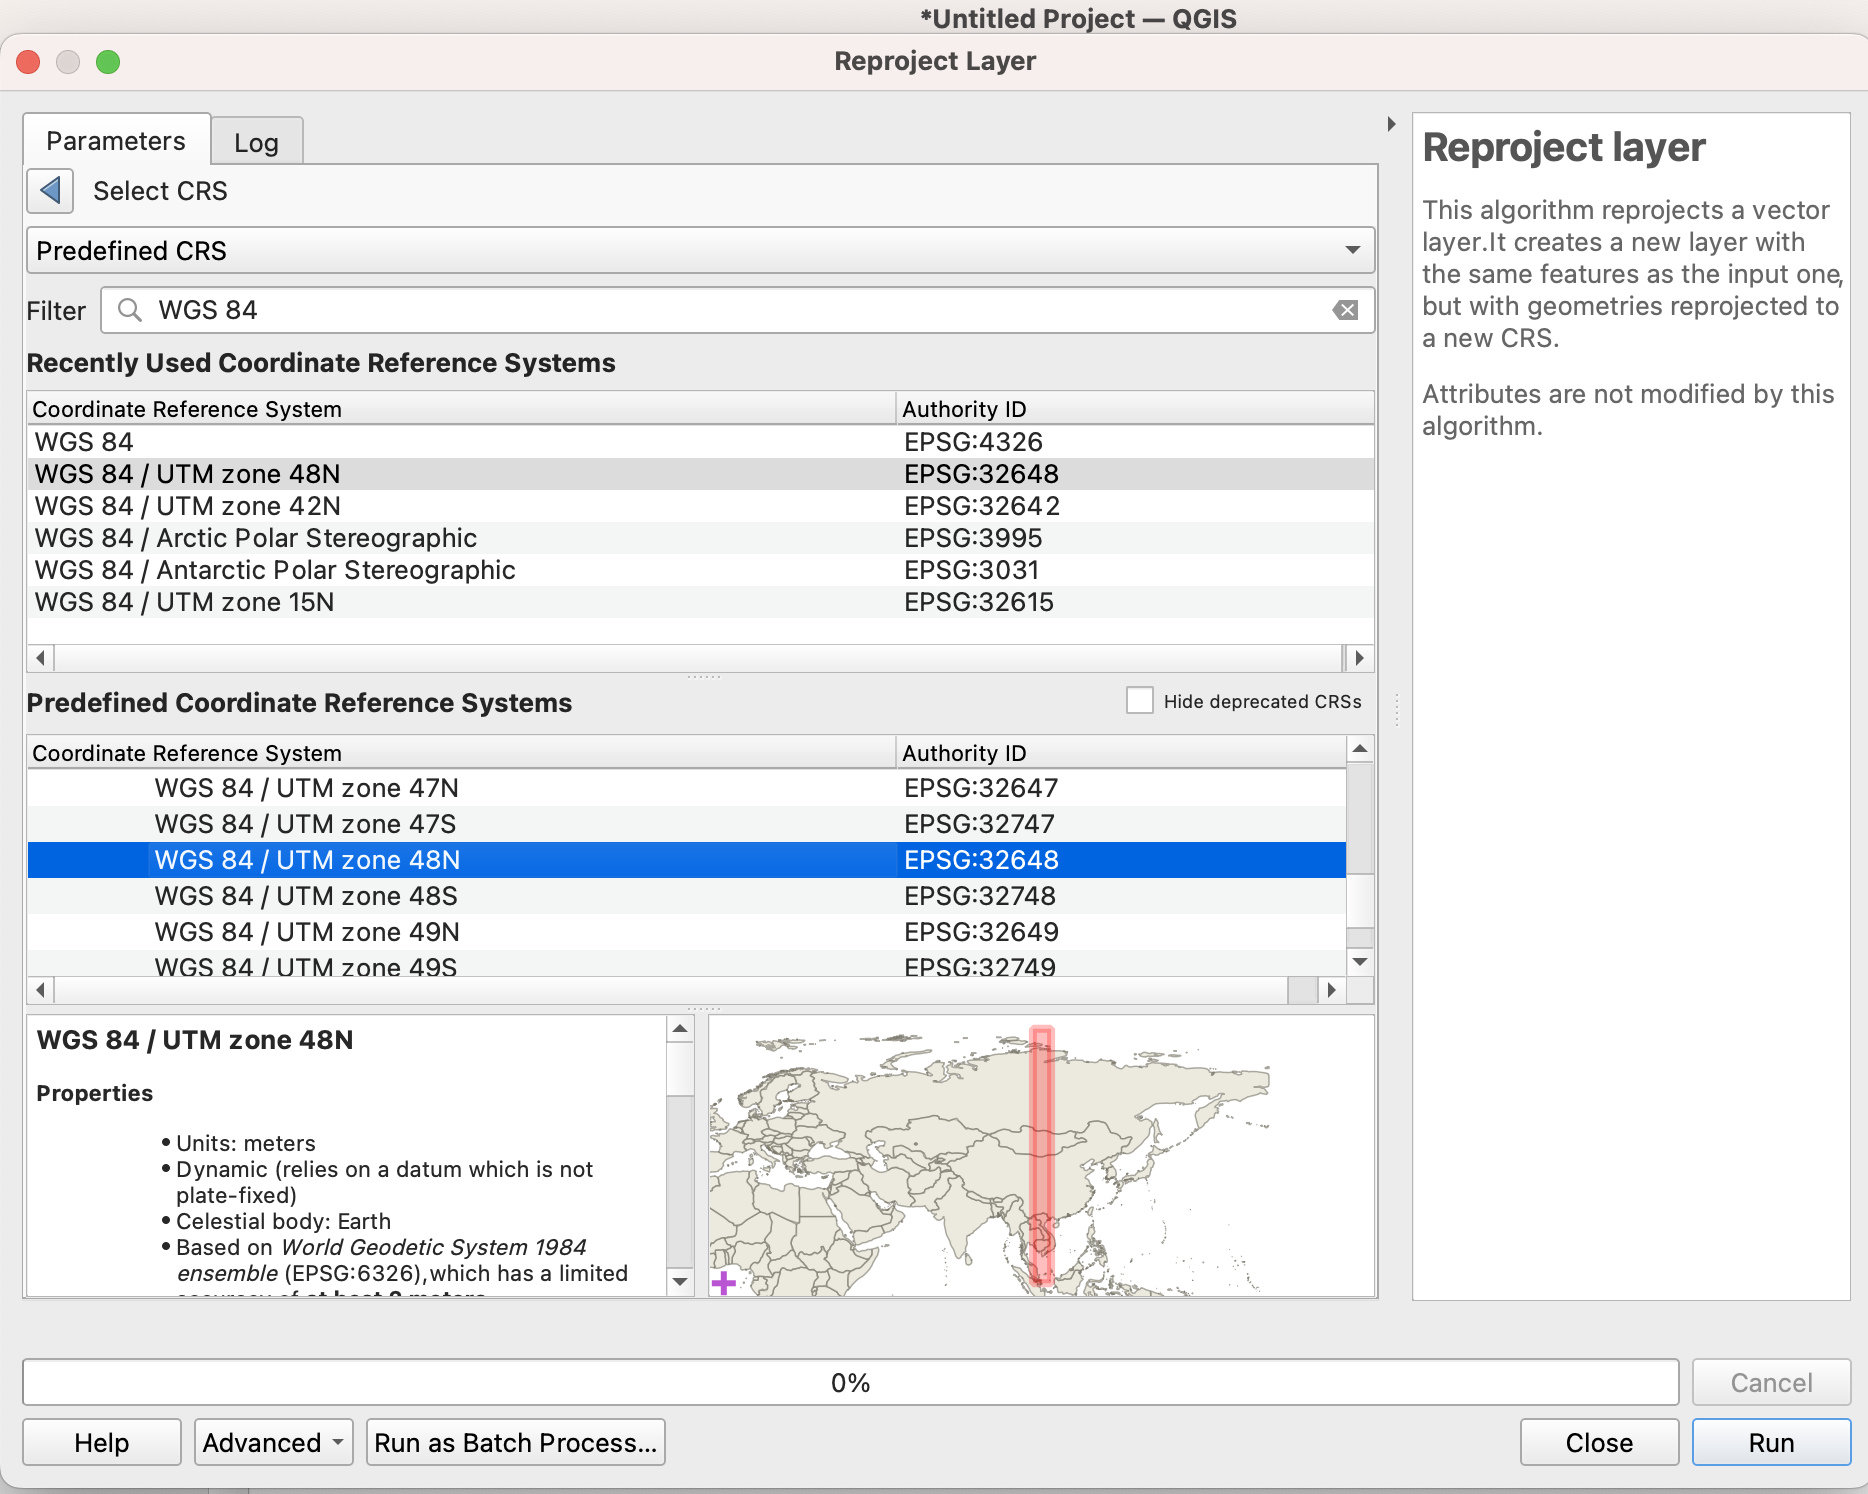 *Untitled Project — QGIS
Reproject Layer
Parameters
Log
Select CRS
Predefined CRS
Filter
WGS 84
Recently Used Coordinate Reference Systems
Coordinate Reference System Authority ID
WGS 84 EPSG:4326
WGS 84 / UTM zone 48N EPSG:32648
WGS 84 / UTM zone 42N EPSG:32642
WGS 84 / Arctic Polar Stereographic EPSG:3995
WGS 84 / Antarctic Polar Stereographic EPSG:3031
WGS 84 / UTM zone 15N EPSG:32615
Predefined Coordinate Reference Systems
Hide deprecated CRSs
Coordinate Reference System Authority ID
WGS 84 / UTM zone 47N EPSG:32647
WGS 84 / UTM zone 47S EPSG:32747
WGS 84 / UTM zone 48N EPSG:32648
WGS 84 / UTM zone 48S EPSG:32748
WGS 84 / UTM zone 49N EPSG:32649
WGS 84 / UTM zone 49S EPSG:32749
WGS 84 / UTM zone 48N
Properties
• Units: meters
• Dynamic (relies on a datum which is not
plate-fixed)
• Celestial body: Earth
• Based on World Geodetic System 1984
ensemble (EPSG:6326),which has a limited
accuracy of at best 2 meters
Reproject layer
This algorithm reprojects a vector
layer.It creates a new layer with
the same features as the input one,
but with geometries reprojected to
a new CRS.
Attributes are not modified by this
algorithm.
0%
Cancel
Help
Advanced
Run as Batch Process...
Close
Run